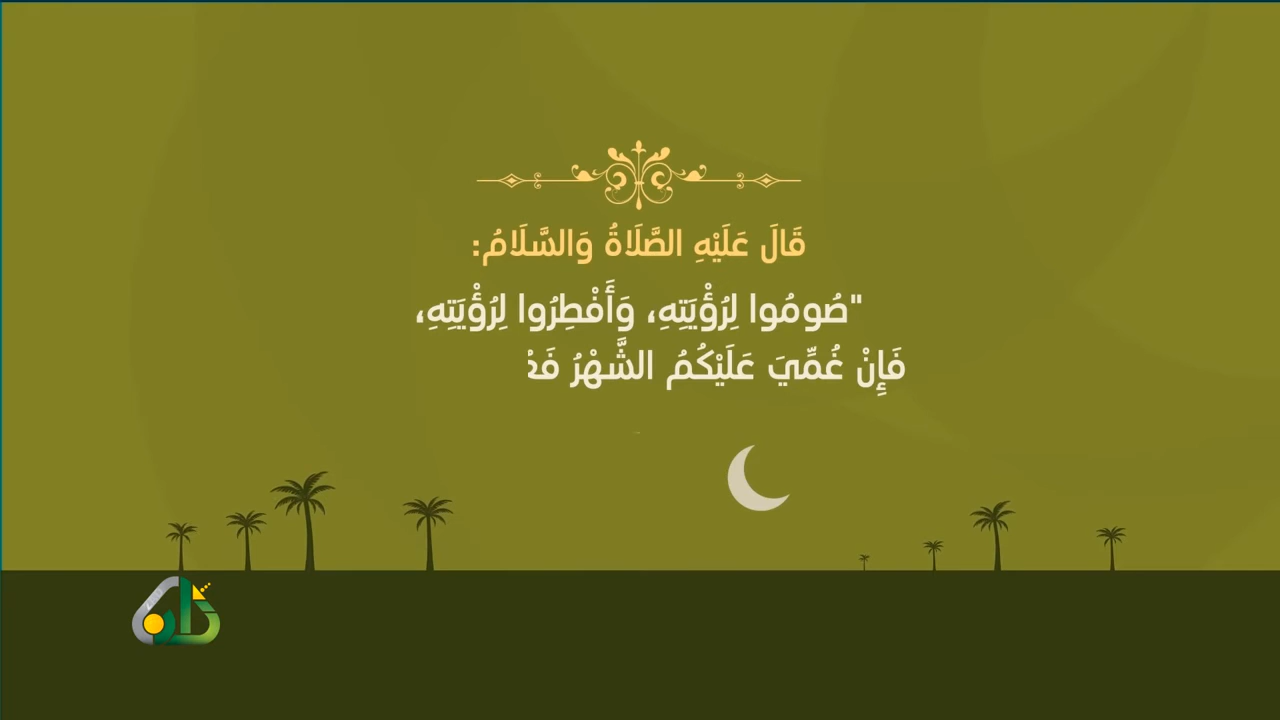 قَالَ عَلَيْهِ الصَّلَاةُ وَالسَّلَامُ:
"صُومُوا لِرُؤْيَتِهِ، وَأَفْطِرُوا لِرُؤْيَتِهِ،
فَإِنْ غُمِّيَ عَلَيْكُمُ الشَّهْرُ